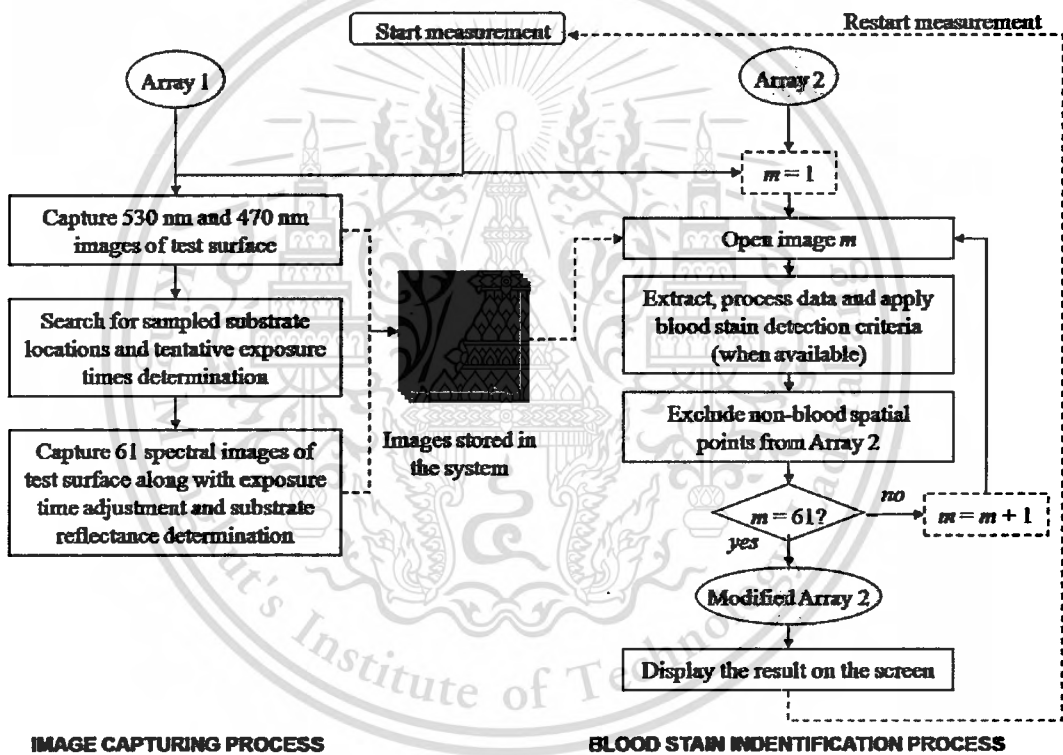 Start measurement
Restart measurement
Array 1
Array 2
m = 1
Capture 530 nm and 470 nm
images of test surface
Search for sampled substrate
locations and tentative exposure
times determination
Capture 61 spectral images of
test surface along with exposure
time adjustment and substrate
reflectance determination
Images stored in
the system
Open image m
Extract, process data and apply
blood stain detection criteria
(when available)
Exclude non-blood spatial
points from Array 2
m = 61?
no
m = m + 1
yes
Modified Array 2
Display the result on the screen
IMAGE CAPTURING PROCESS
BLOOD STAIN INDENTIFICATION PROCESS
Institute of Technology